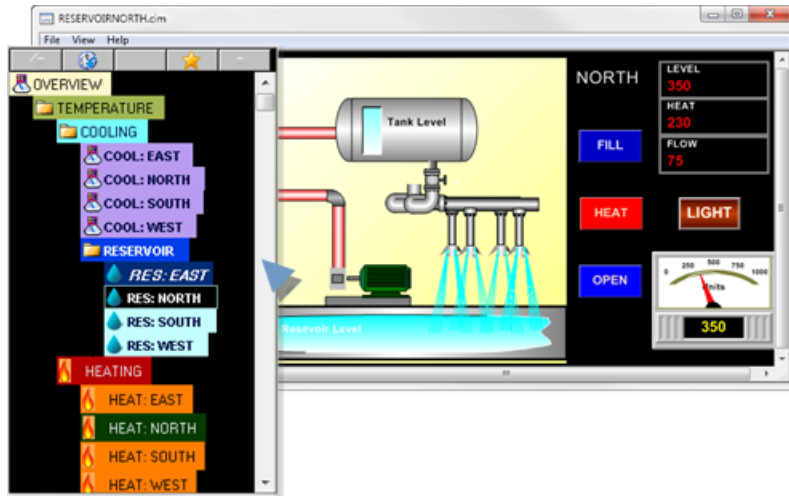 RESERVOIRNORTH.cim
File View Help
OVERVIEW
TEMPERATURE
COOLING
COOL: EAST
COOL: NORTH
COOL: SOUTH
COOL: WEST
RESERVOIR
RES: EAST
RES: NORTH
RES: SOUTH
RES: WEST
HEATING
HEAT: EAST
HEAT: NORTH
HEAT: SOUTH
HEAT: WEST
Tank Level
Resevoir Level
NORTH
LEVEL
350
HEAT
230
FLOW
75
FILL
HEAT
LIGHT
OPEN
0 250 500 750 1000
Units
350